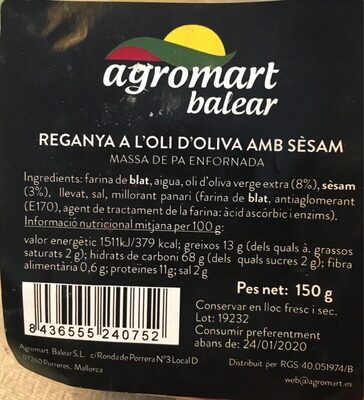 agromart
balear
REGANYA A L'OLI D'OLIVA AMB SÈSAM
MASSA DE PA ENFORNADA
Ingredients: farina de blat, aigua, oli d'oliva verge extra (8%), sèsam
(3%). llevat, sal, millorant panari (farina de blat, antiaglomerant
(E170), agent de tractament de la farina: àcid ascórbic i enzims).
Informació nutricional mitjana per 100 g:
valor energètic 1511kJ/379 kcal; greixos 13 g (dels quals à. grassos
saturats 2 g); hidrats de carboni 68 g (dels quals sucres 2 g); fibra
alimentària 0,6 g; proteines 11g; sal 2 g
Pes net: 150 g
Conservar en lloc fresc i sec.
Lot: 19232
Consumir preferentment
abans de: 24/01/2020
8 436555 240752
Agromart Balear S.L. c/Ronda de Porrera N°3 Local D
07260 Porreres, Mallorca
Distribuit per RGS 40.051974/B
web@agromart.es